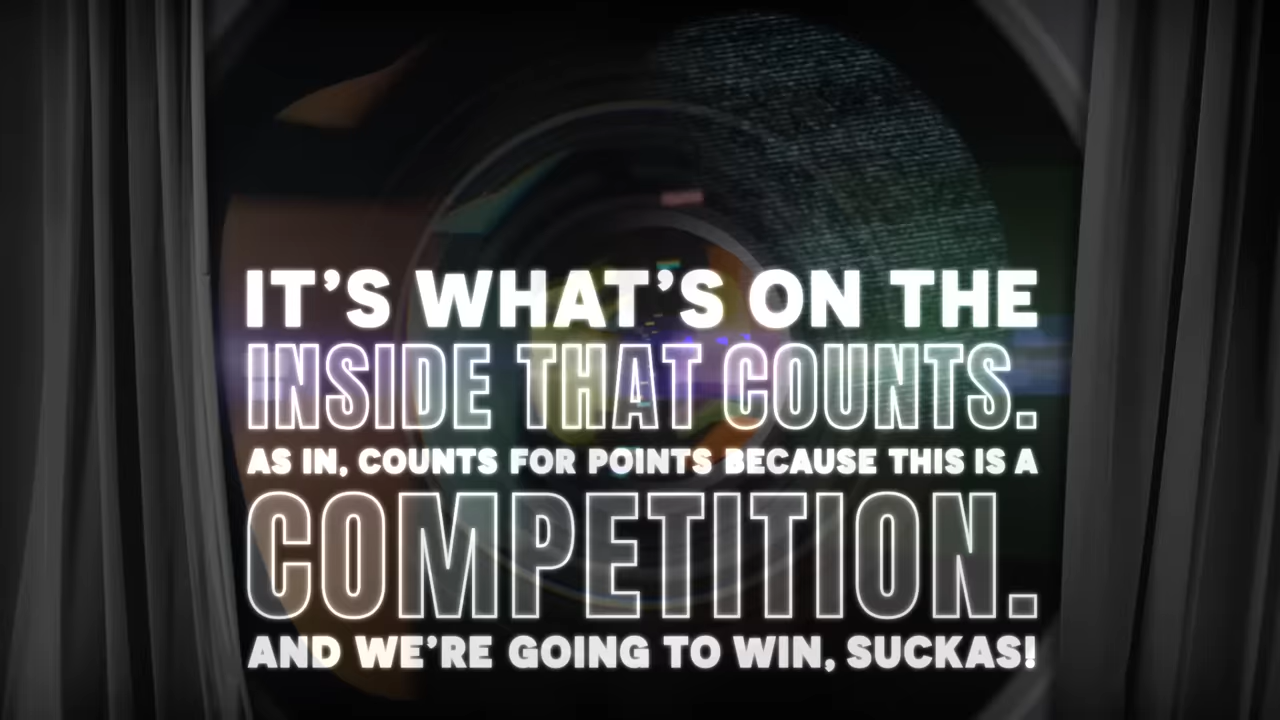 IT'S WHAT'S ON THE
INSIDE THAT COUNTS.
AS IN, COUNTS FOR POINTS BECAUSE THIS IS A
COMPETITION.
AND WE'RE GOING TO WIN, SUCKAS!